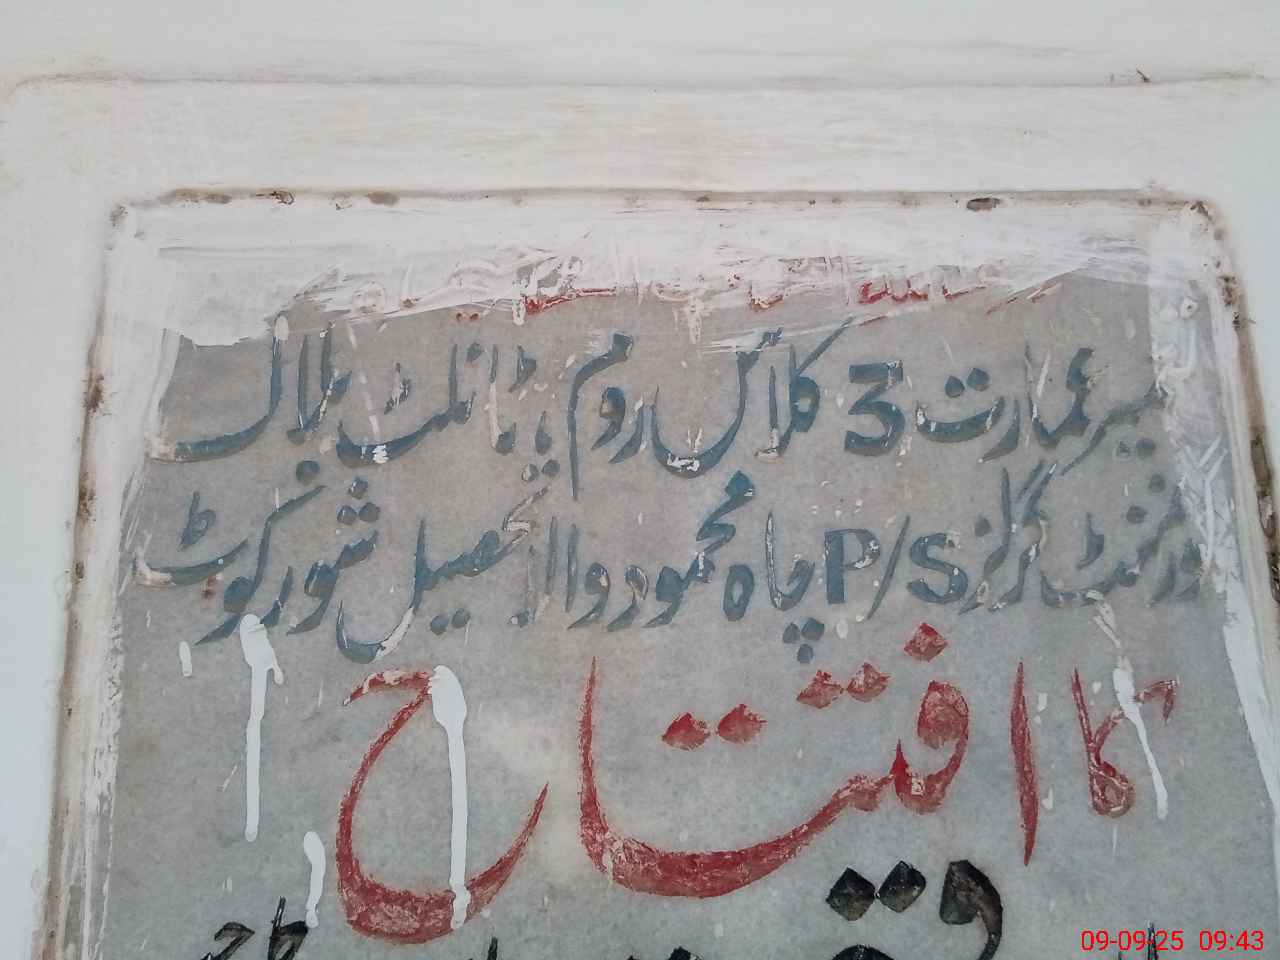 تعمیر عمارت 3 کلاس روم، ٹائلٹ بلاک
گورنمنٹ گرلز P/S چاہ محمود والا تحصیل شورکوٹ
کا افتتاح
09-09-25 09:43